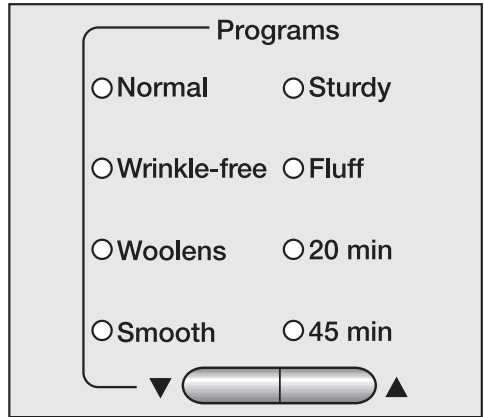 Programs
Normal
Sturdy
Wrinkle-free
Fluff
Woolens
20 min
Smooth
45 min